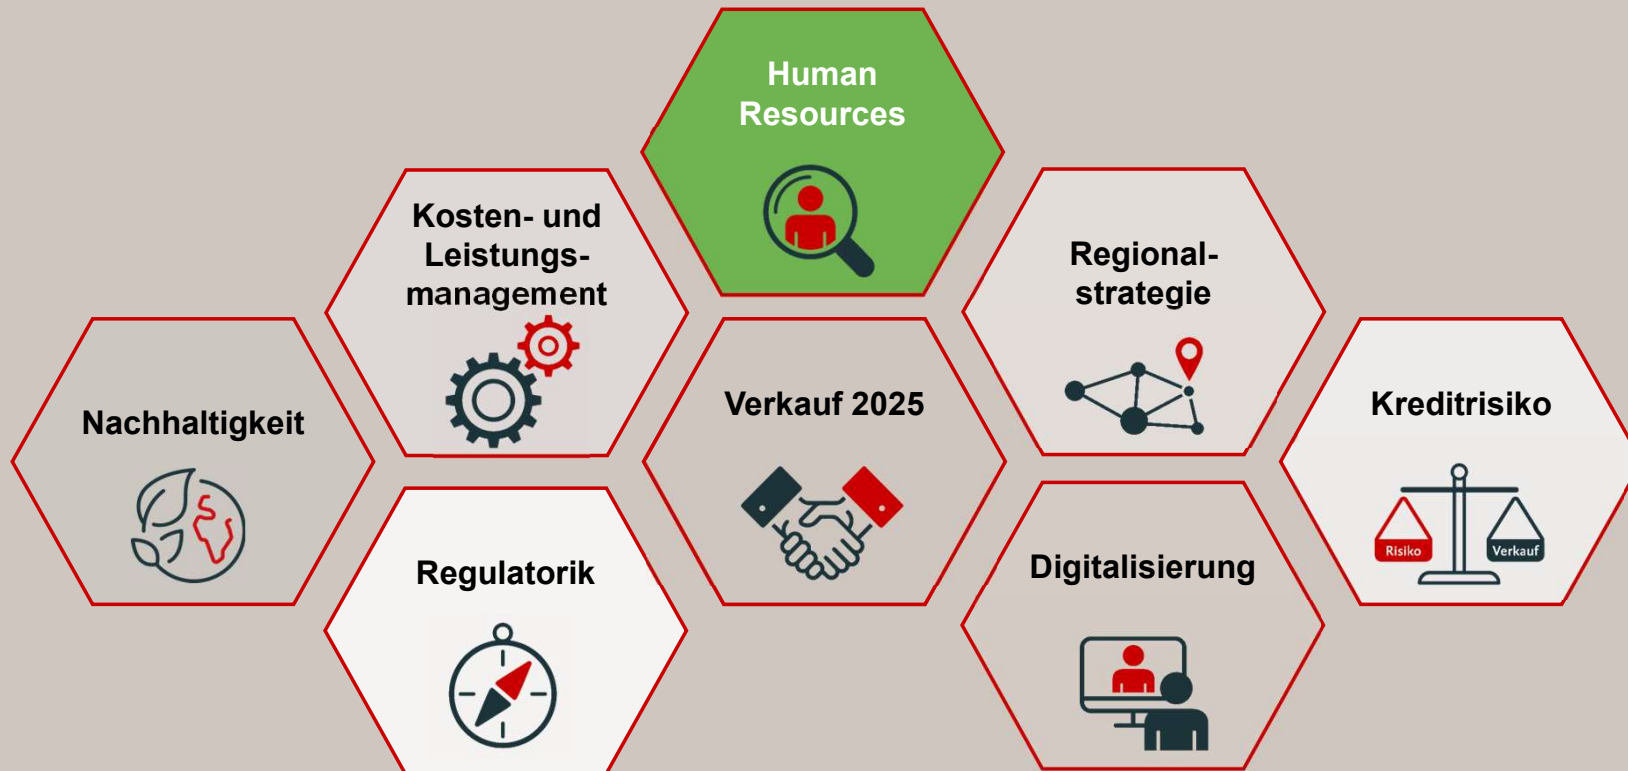 Human
Resources
Kosten- und
Leistungs-
management
Regional-
strategie
Nachhaltigkeit
Verkauf 2025
Kreditrisiko
Risiko
Verkauf
Regulatorik
Digitalisierung